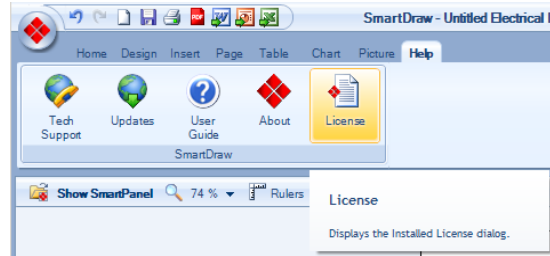 SmartDraw - Untitled Electrical
Home Design Insert Page Table Chart Picture Help
Tech Support Updates User Guide About License
SmartDraw
Show SmartPanel 74 % Rulers
License
Displays the Installed License dialog.